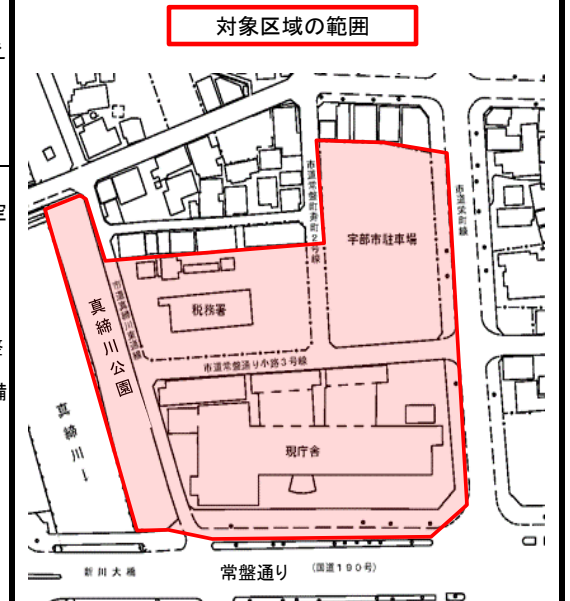 対象区域の範囲
市道常盤町寿町2号線
宇部市駐車場
市道栄町線
税務署
市道真締川東通線
真締川公園
市道常盤通り小路3号線
現庁舎
真締川↓
新川大橋
常盤通り
(国道190号)
備